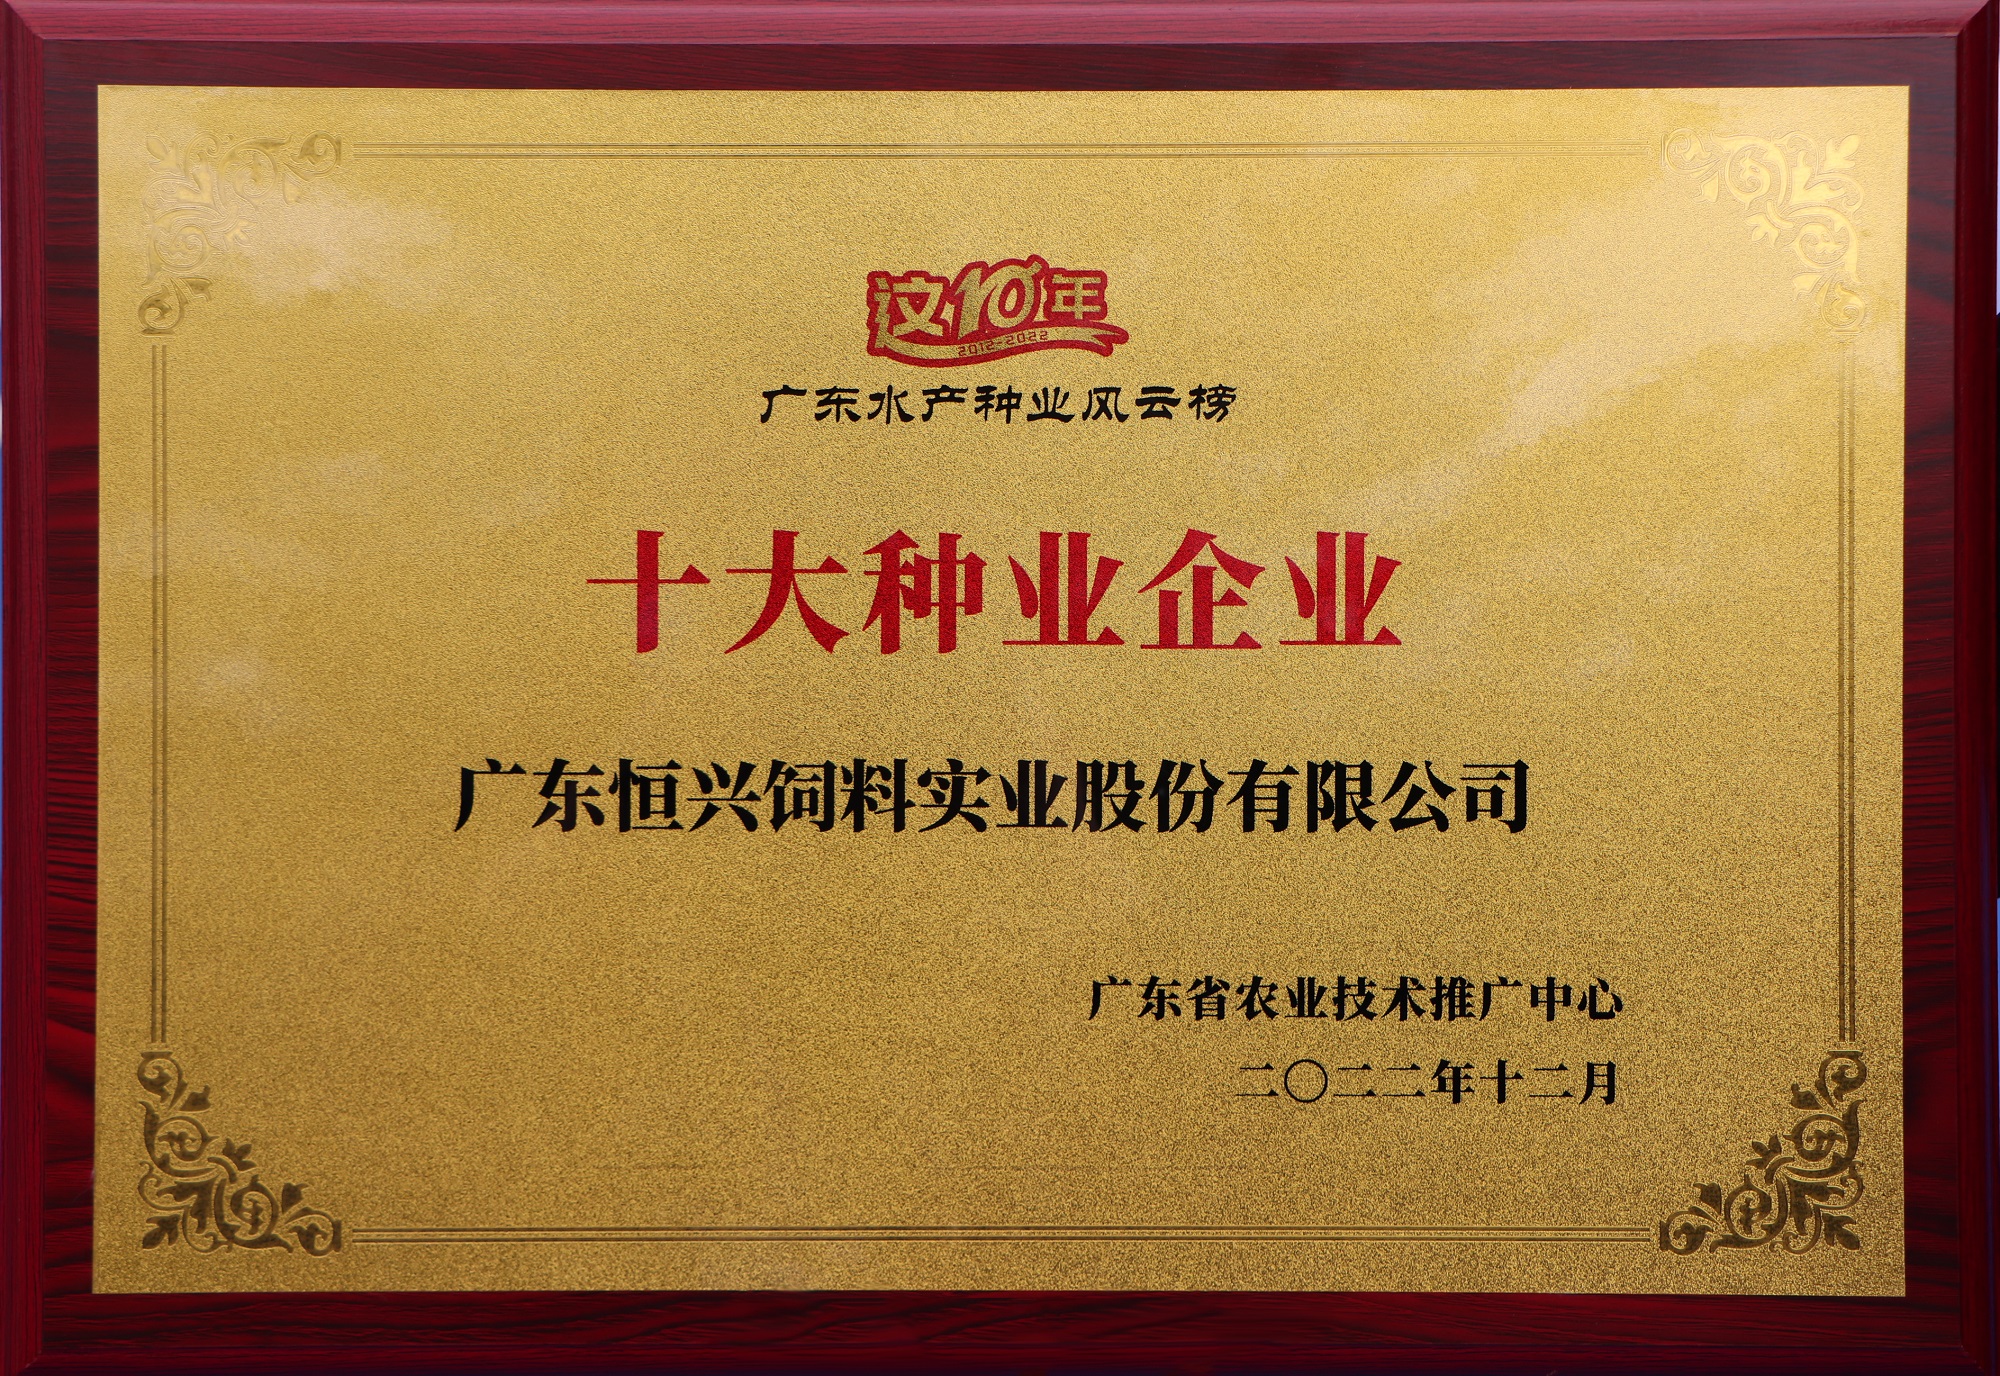 这10年
2012-2022
广东水产种业风云榜
十大种业企业
广东恒兴饲料实业股份有限公司
广东省农业技术推广中心
二〇二二年十二月